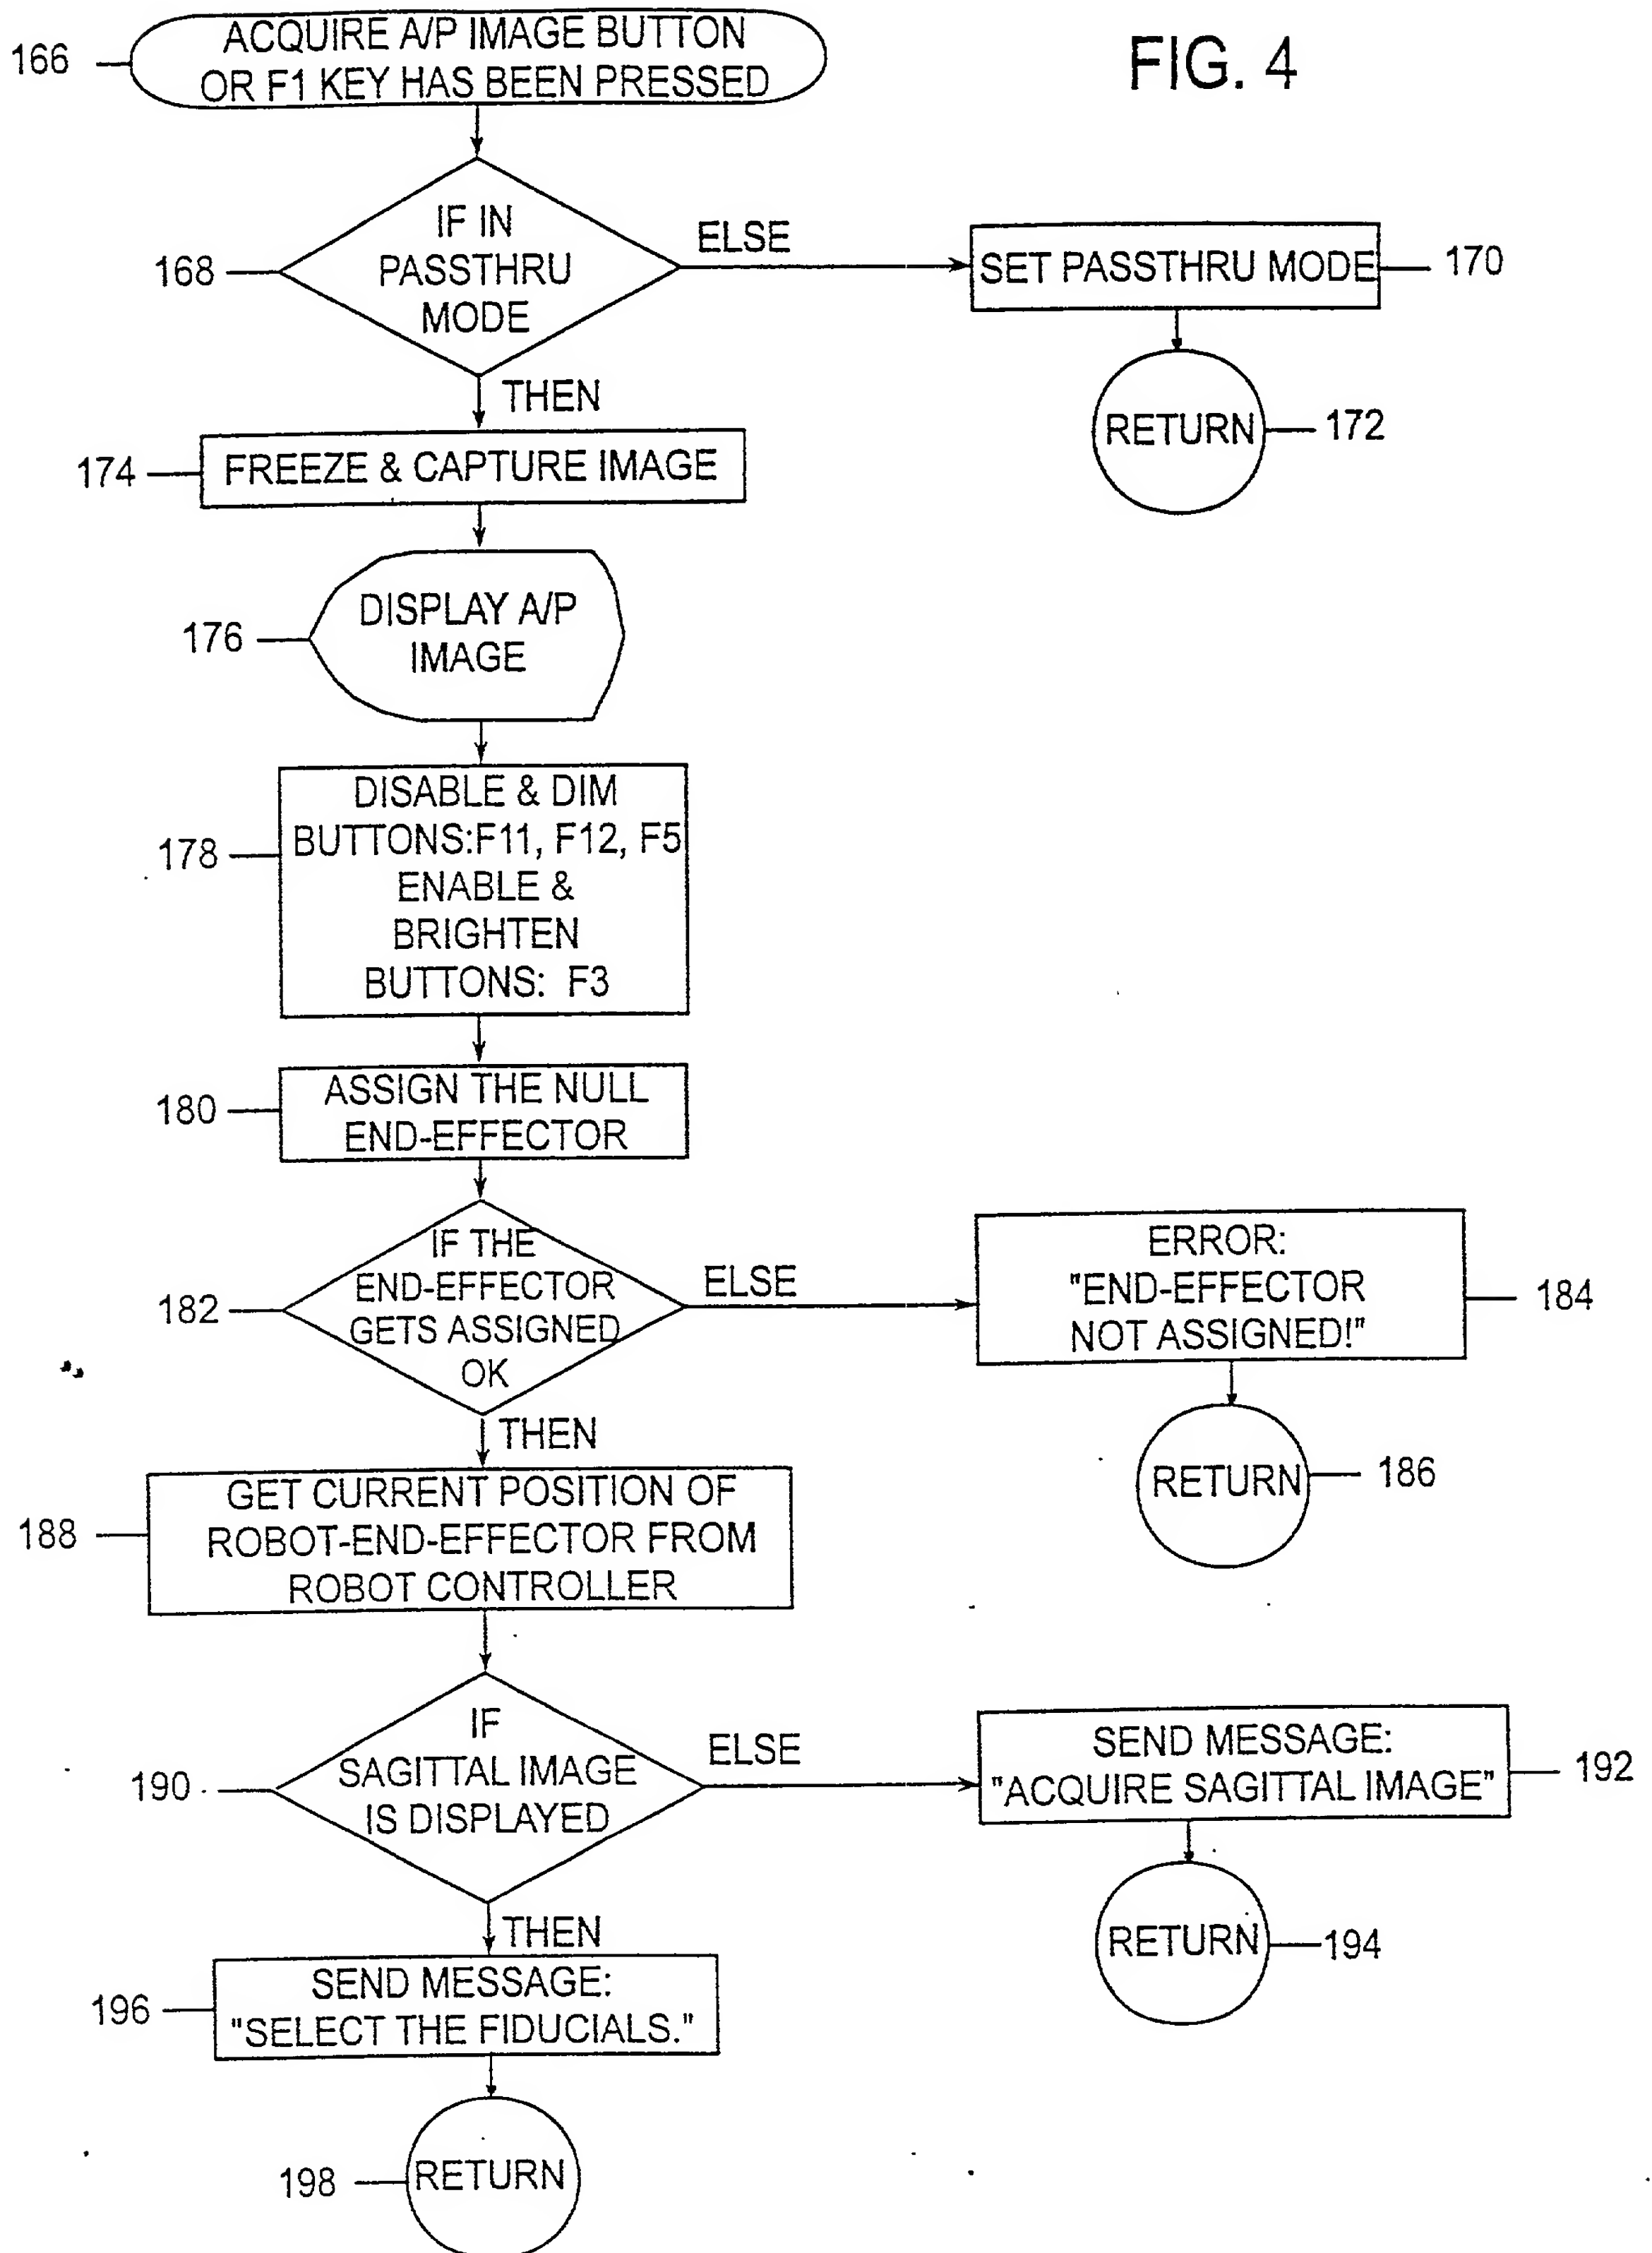 FIG. 4
166
ACQUIRE A/P IMAGE BUTTON
OR F1 KEY HAS BEEN PRESSED
168
IF IN
PASSTHRU
MODE
ELSE
SET PASSTHRU MODE
170
RETURN
172
THEN
174
FREEZE & CAPTURE IMAGE
176
DISPLAY A/P
IMAGE
178
DISABLE & DIM
BUTTONS:F11, F12, F5
ENABLE &
BRIGHTEN
BUTTONS: F3
180
ASSIGN THE NULL
END-EFFECTOR
182
IF THE
END-EFFECTOR
GETS ASSIGNED
OK
ELSE
ERROR:
"END-EFFECTOR
NOT ASSIGNED!"
184
RETURN
186
THEN
188
GET CURRENT POSITION OF
ROBOT-END-EFFECTOR FROM
ROBOT CONTROLLER
190
IF
SAGITTAL IMAGE
IS DISPLAYED
ELSE
SEND MESSAGE:
"ACQUIRE SAGITTAL IMAGE"
192
RETURN
194
THEN
196
SEND MESSAGE:
"SELECT THE FIDUCIALS."
198
RETURN